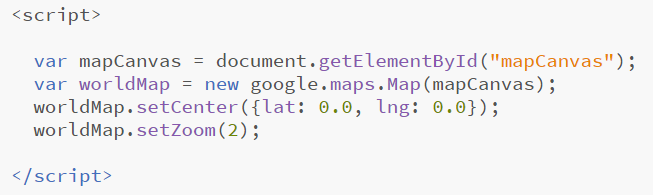 <script>
var mapCanvas = document.getElementById("mapCanvas");
var worldMap = new google.maps.Map(mapCanvas);
worldMap.setCenter({lat: 0.0, lng: 0.0});
worldMap.setZoom(2);
</script>